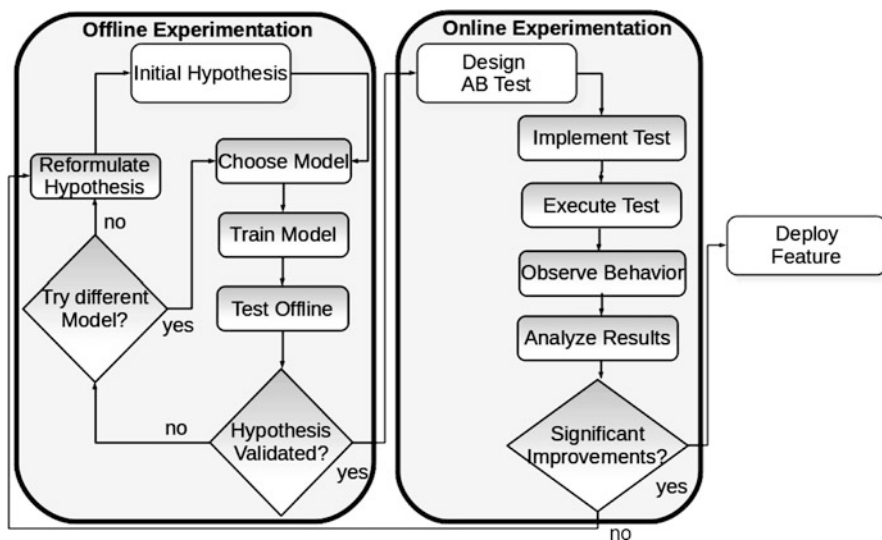 Offline Experimentation
Initial Hypothesis
Reformulate
Hypothesis
Choose Model
no
Train Model
Try different
Model?
yes
Test Offline
no
Hypothesis
Validated?
yes
Online Experimentation
Design
AB Test
Implement Test
Execute Test
Observe Behavior
Analyze Results
Significant
Improvements?
yes
no
Deploy
Feature